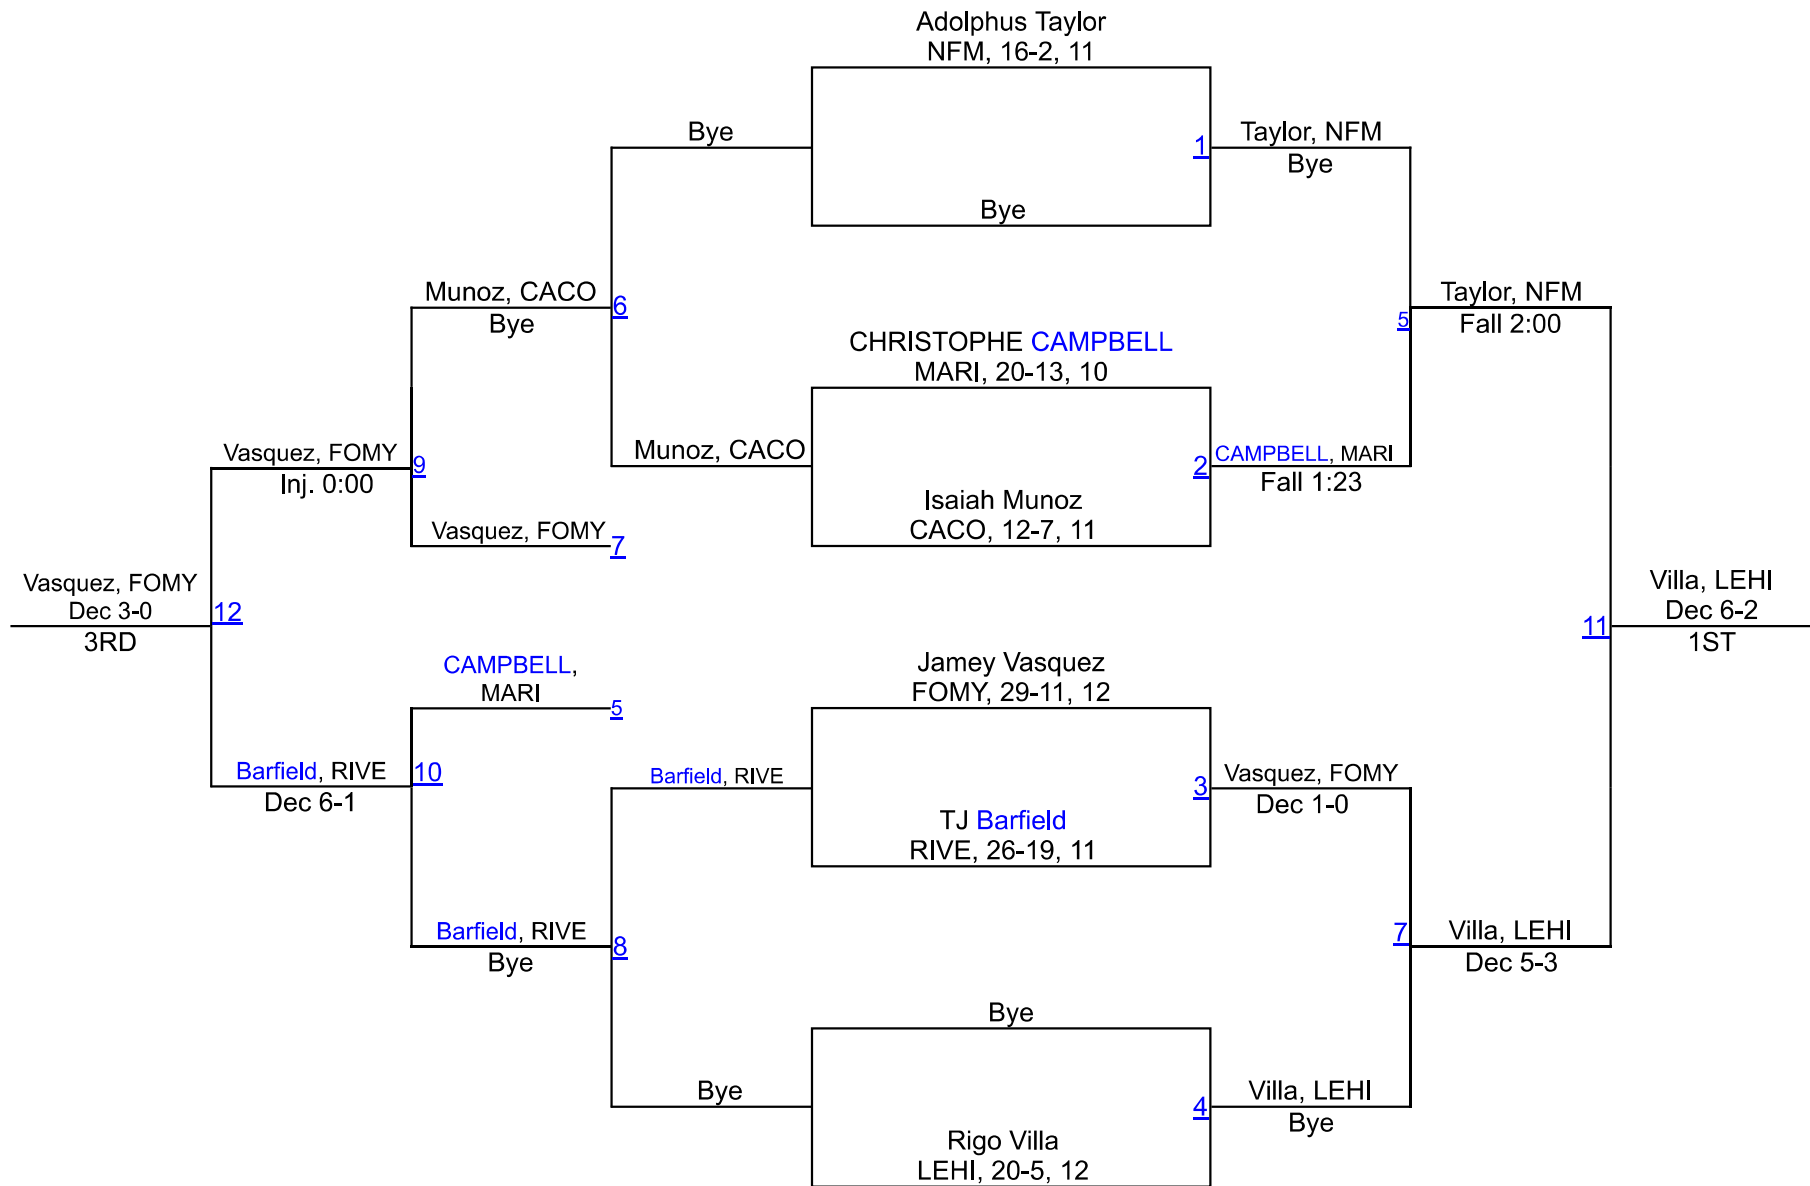 Adolphus Taylor
NFM, 16-2, 11
Bye
1
Taylor, NFM
Bye
Bye
Munoz, CACO
Bye
6
Taylor, NFM
Fall 2:00
5
CHRISTOPHE CAMPBELL
MARI, 20-13, 10
Munoz, CACO
2
CAMPBELL, MARI
Fall 1:23
Isaiah Munoz
CACO, 12-7, 11
Vasquez, FOMY
Inj. 0:00
9
Vasquez, FOMY
7
Vasquez, FOMY
Dec 3-0
3RD
12
Villa, LEHI
Dec 6-2
1ST
11
CAMPBELL,
MARI
5
Jamey Vasquez
FOMY, 29-11, 12
Barfield, RIVE
Dec 6-1
10
Barfield, RIVE
3
Vasquez, FOMY
Dec 1-0
TJ Barfield
RIVE, 26-19, 11
Barfield, RIVE
Bye
8
7
Villa, LEHI
Dec 5-3
Bye
Bye
4
Villa, LEHI
Bye
Rigo Villa
LEHI, 20-5, 12